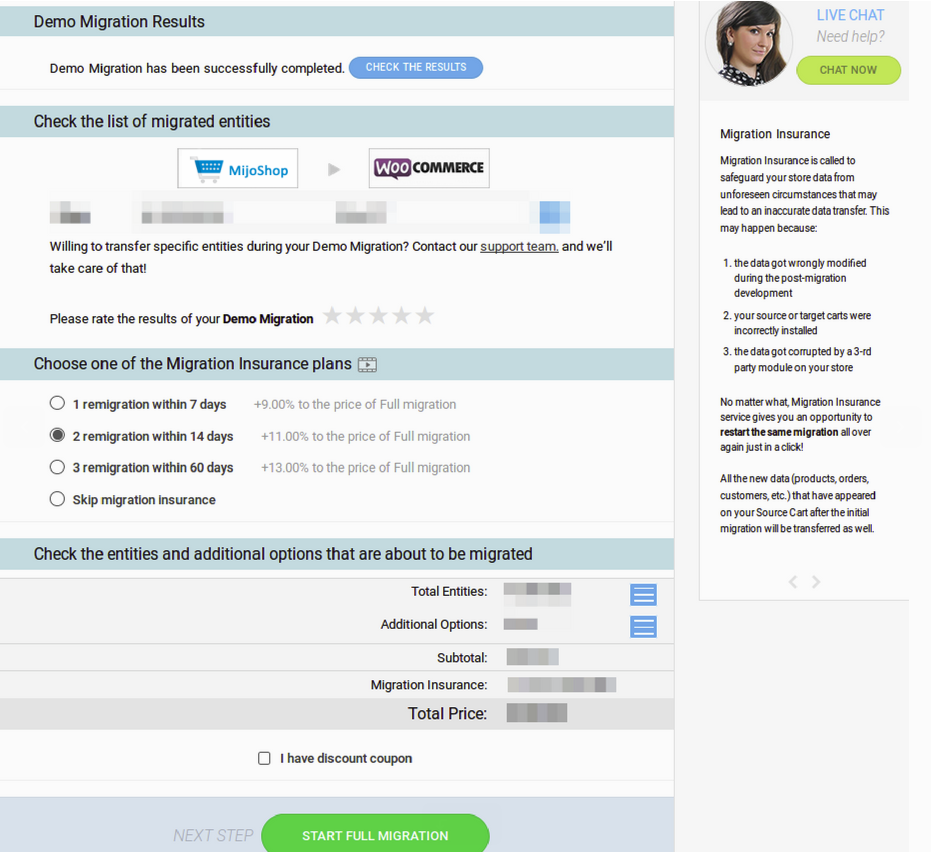 Demo Migration Results
Demo Migration has been successfully completed. CHECK THE RESULTS
Check the list of migrated entities
MijoShop
WOO COMMERCE
Willing to transfer specific entities during your Demo Migration? Contact our support team. and we'll
take care of that!
Please rate the results of your Demo Migration
Choose one of the Migration Insurance plans
1 remigration within 7 days +9.00% to the price of Full migration
2 remigration within 14 days +11.00% to the price of Full migration
3 remigration within 60 days +13.00% to the price of Full migration
Skip migration insurance
Check the entities and additional options that are about to be migrated
Total Entities:
Additional Options:
Subtotal:
Migration Insurance:
Total Price:
I have discount coupon
NEXT STEP START FULL MIGRATION
LIVE CHAT
Need help?
CHAT NOW
Migration Insurance
Migration Insurance is called to
safeguard your store data from
unforeseen circumstances that may
lead to an inaccurate data transfer. This
may happen because:
1. the data got wrongly modified
during the post-migration
development
2. your source or target carts were
incorrectly installed
3. the data got corrupted by a 3-rd
party module on your store
No matter what, Migration Insurance
service gives you an opportunity to
restart the same migration all over
again just in a click!
All the new data (products, orders,
customers, etc.) that have appeared
on your Source Cart after the initial
migration will be transferred as well.